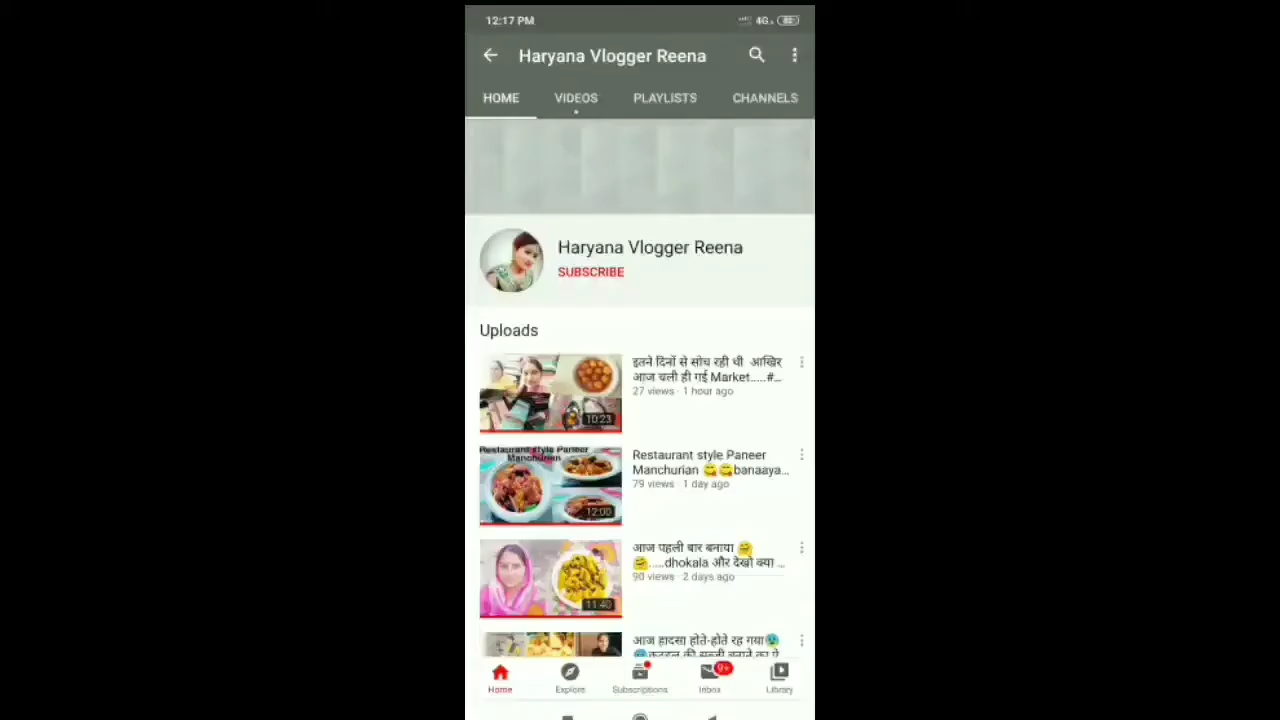 12:17 PM
4G
Haryana Vlogger Reena
HOME VIDEOS PLAYLISTS CHANNELS
Haryana Vlogger Reena
SUBSCRIBE
Uploads
इतने दिनों से सोच रही थी आखिर
आज चली ही गई Market.....#...
27 views · 1 hour ago
10:23
Restaurant style Paneer
Manchurian
12:00
Restaurant style Paneer
Manchurian 😋😋banaaya...
79 views · 1 day ago
11:40
आज पहली बार बनाया 🤗
🤗.....dhokala और देखो क्या ...
90 views · 2 days ago
आज हादसा होते-होते रह गया🥶
Home Explore Subscriptions Inbox Library
9+